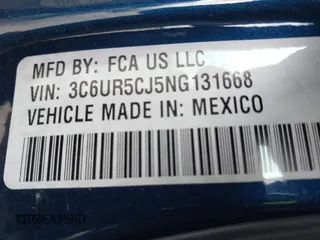 MFD BY: FCA US LLC
VIN: 3C6UR5CJ5NG131668
VEHICLE MADE IN: MEXICO